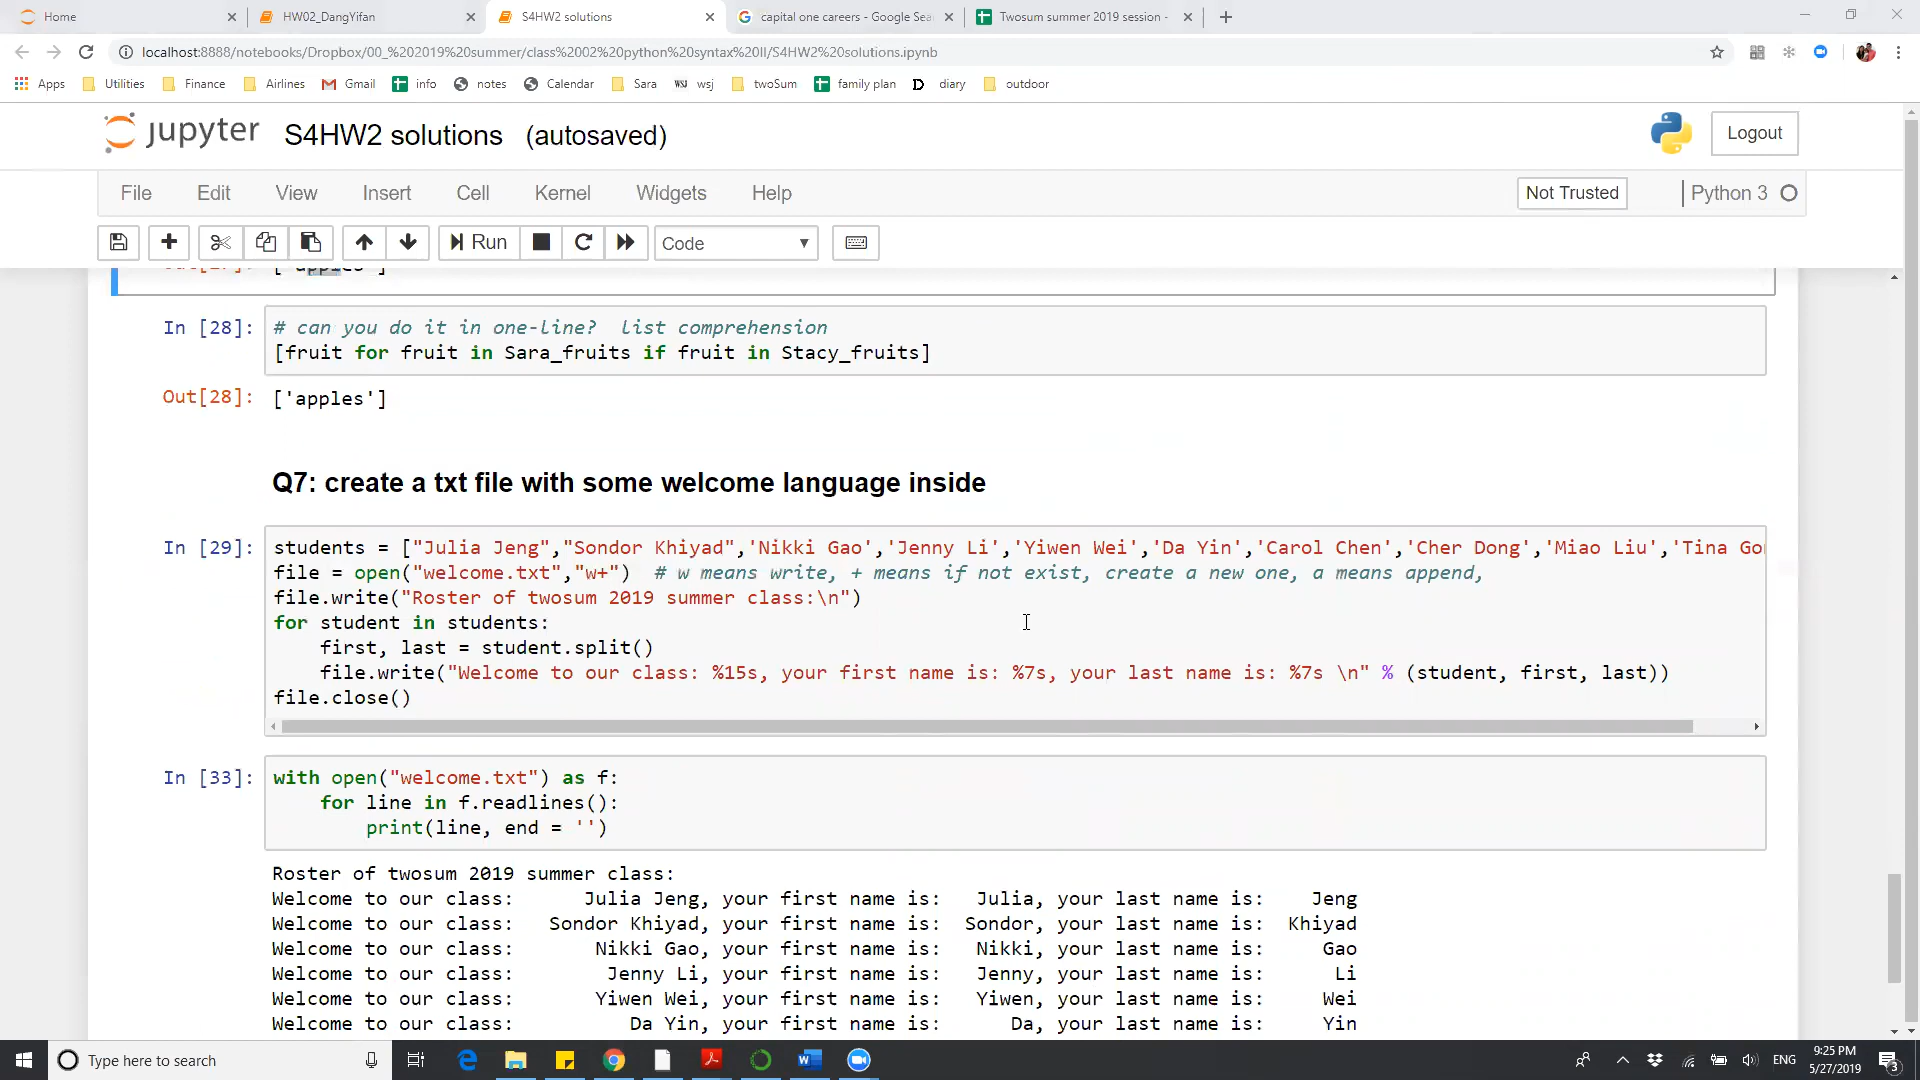 Home
HW02_DangYifan
S4HW2 solutions
capital one careers - Google Sea
Twosum summer 2019 session -
localhost:8888/notebooks/Dropbox/00_%202019%20summer/class%2002%20python%20syntax%20II/S4HW2%20solutions.ipynb
Apps Utilities Finance Airlines Gmail info notes Calendar Sara wsj wsj twoSum family plan D diary outdoor
jupyter S4HW2 solutions (autosaved)
Logout
File Edit View Insert Cell Kernel Widgets Help
Not Trusted
Python 3
Run
Code
['apples']
In [28]: # can you do it in one-line?  list comprehension
[fruit for fruit in Sara_fruits if fruit in Stacy_fruits]
Out[28]: ['apples']
Q7: create a txt file with some welcome language inside
In [29]: students = ["Julia Jeng","Sondor Khiyad",'Nikki Gao','Jenny Li','Yiwen Wei','Da Yin','Carol Chen','Cher Dong','Miao Liu','Tina Go
file = open("welcome.txt","w+")  # w means write, + means if not exist, create a new one, a means append,
file.write("Roster of twosum 2019 summer class:\n")
for student in students:
    first, last = student.split()
    file.write("Welcome to our class: %15s, your first name is: %7s, your last name is: %7s \n" % (student, first, last))
file.close()
In [33]: with open("welcome.txt") as f:
    for line in f.readlines():
        print(line, end = '')
Roster of twosum 2019 summer class:
Welcome to our class:      Julia Jeng, your first name is:   Julia, your last name is:    Jeng
Welcome to our class:   Sondor Khiyad, your first name is:  Sondor, your last name is:  Khiyad
Welcome to our class:       Nikki Gao, your first name is:   Nikki, your last name is:     Gao
Welcome to our class:        Jenny Li, your first name is:   Jenny, your last name is:      Li
Welcome to our class:       Yiwen Wei, your first name is:   Yiwen, your last name is:     Wei
Welcome to our class:          Da Yin, your first name is:      Da, your last name is:     Yin
Type here to search
ENG
9:25 PM
5/27/2019
3